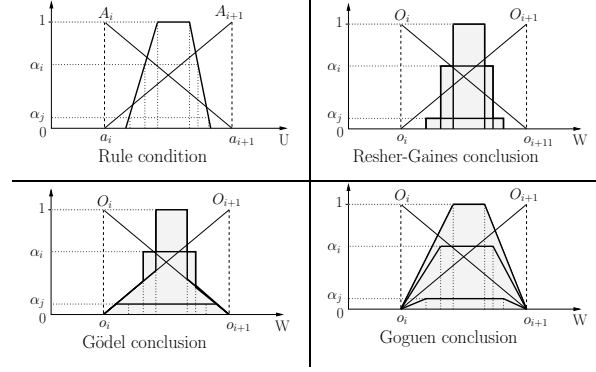 1
A_i
A_{i+1}
α_i
α_j
0
a_i
a_{i+1}
U
Rule condition
1
O_i
O_{i+1}
α_i
α_j
0
o_i
o_{i+11}
W
Resher-Gaines conclusion
1
O_i
O_{i+1}
α_i
α_j
0
o_i
o_{i+1}
W
Gödel conclusion
1
O_i
O_{i+1}
α_i
α_j
0
o_i
o_{i+1}
W
Goguen conclusion